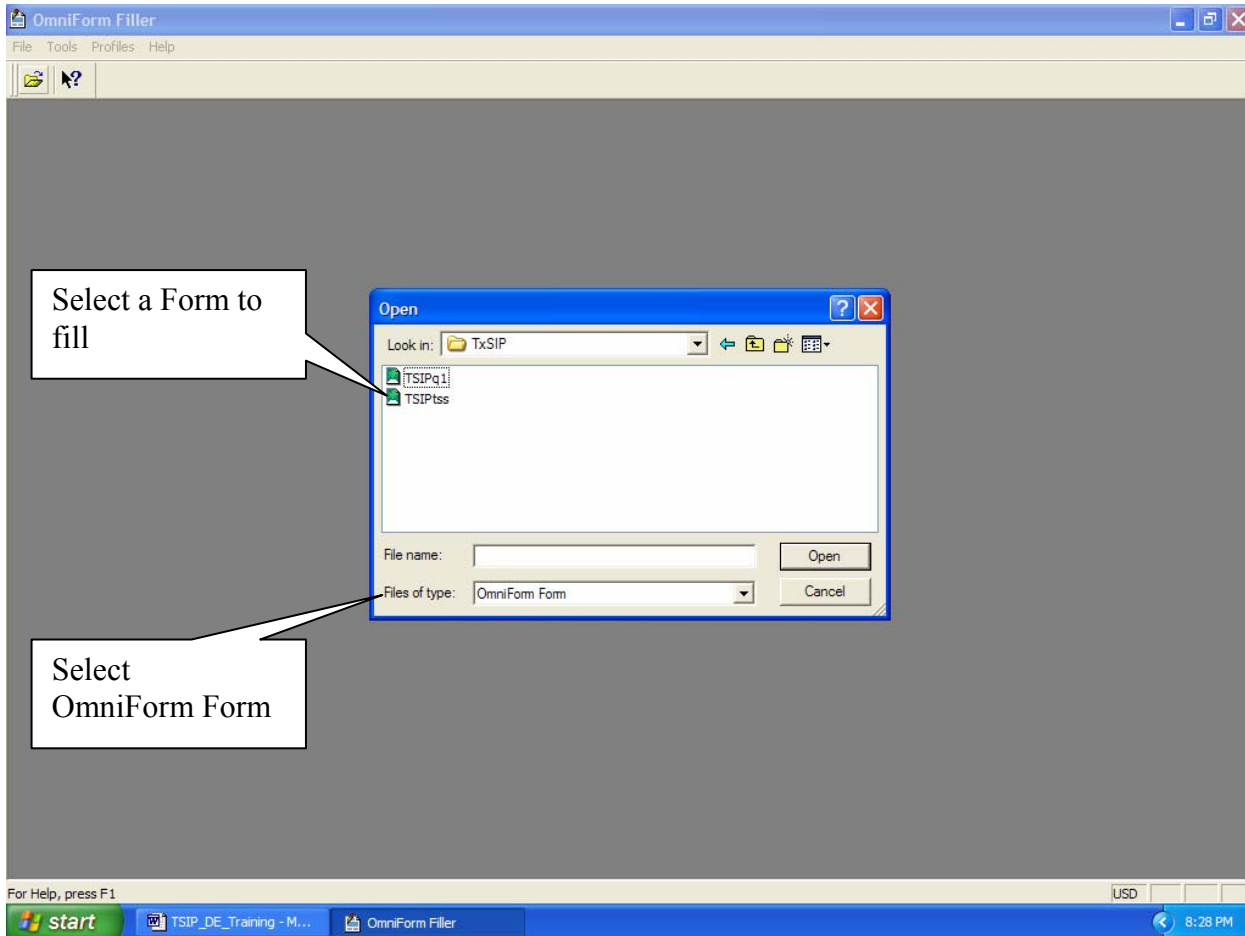 OmniForm Filler
File Tools Profiles Help
Select a Form to
fill
Open
Look in: TxSIP
TSIPq1
TSIPtss
File name:
Open
Files of type: OmniForm Form
Cancel
Select
OmniForm Form
For Help, press F1
USD
start
TSIP_DE_Training - M...
OmniForm Filler
8:28 PM